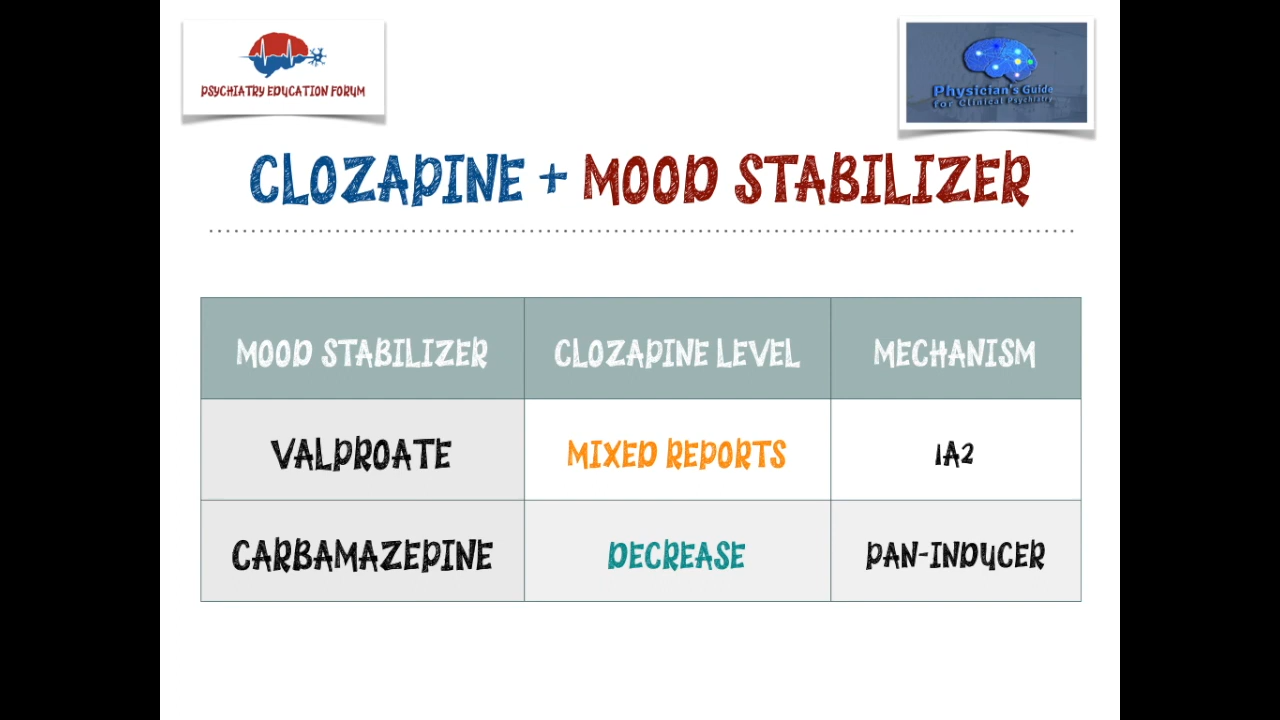 PSYCHIATRY EDUCATION FORUM
Physician's Guide
for Clinical Psychiatry
CLOZAPINE + MOOD STABILIZER
MOOD STABILIZER CLOZAPINE LEVEL MECHANISM
VALPROATE MIXED REPORTS 1A2
CARBAMAZEPINE DECREASE PAN-INDUCER